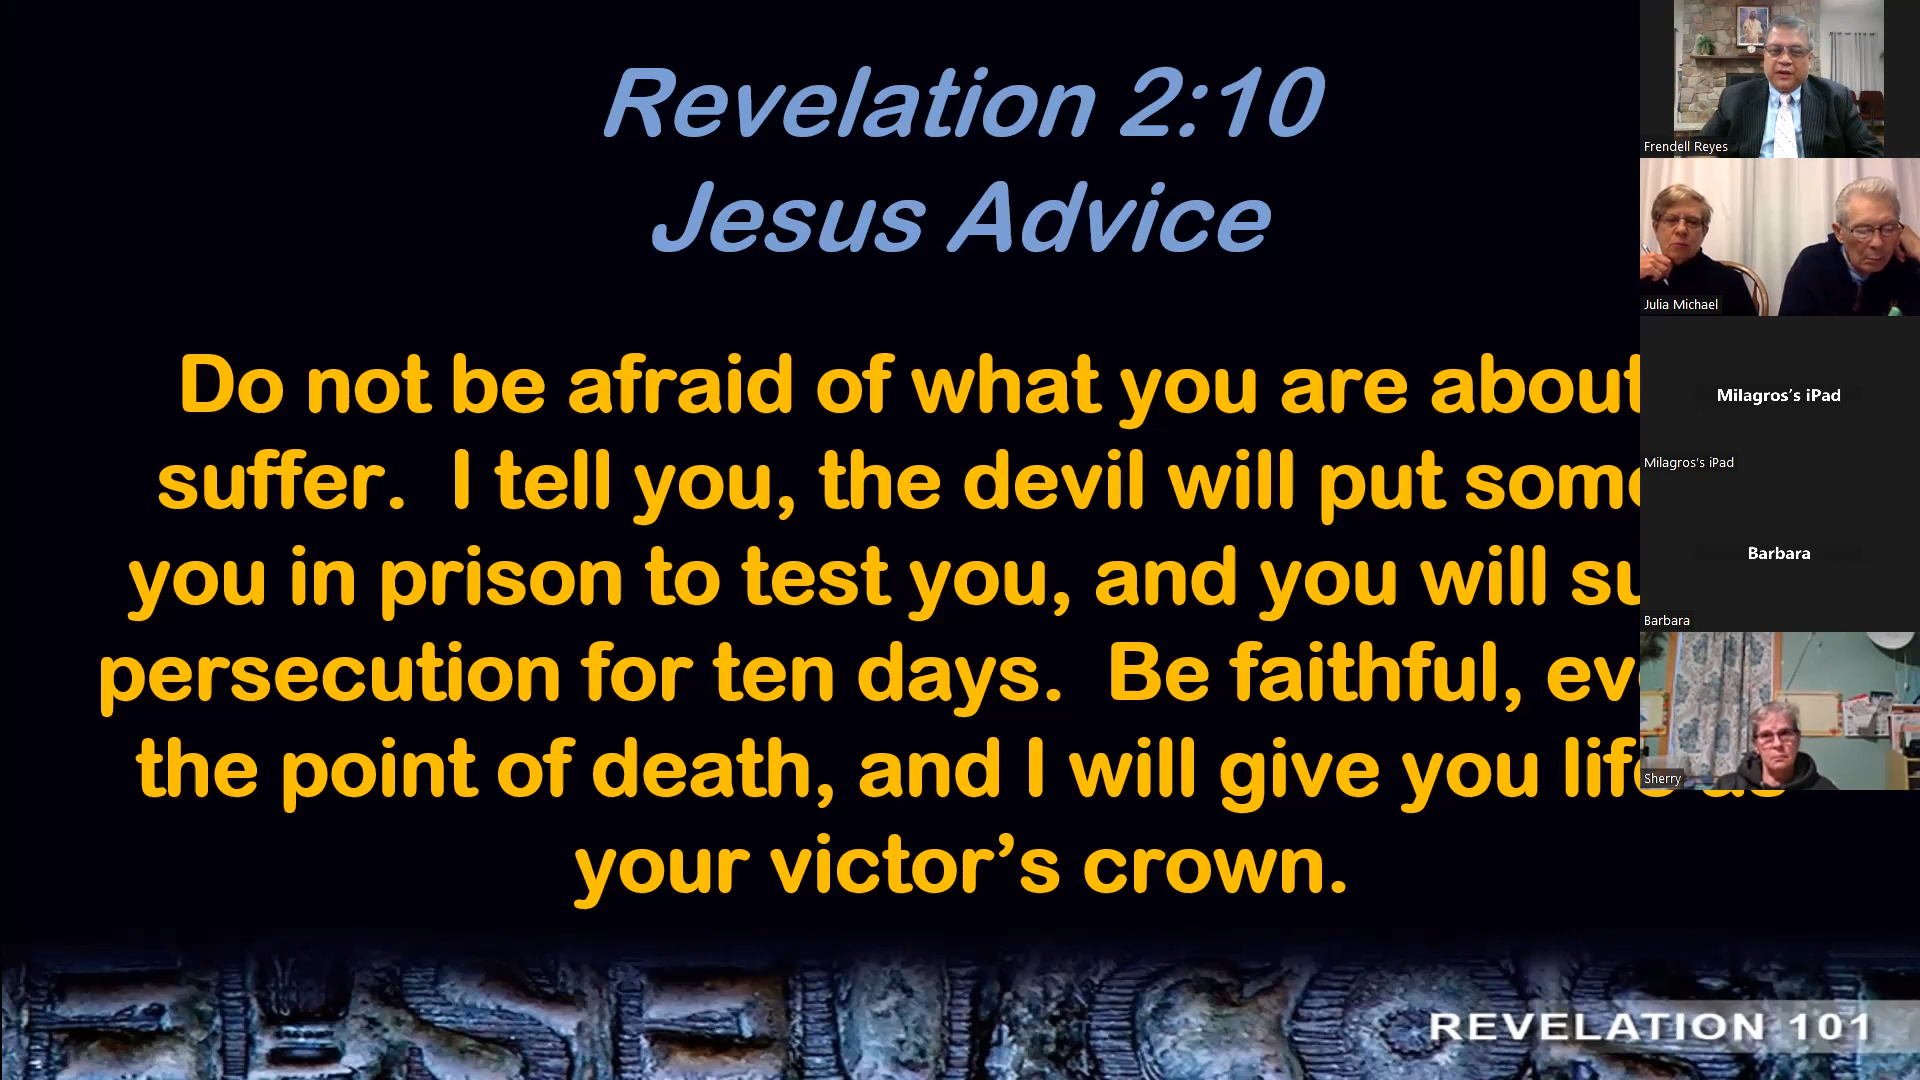 Revelation 2:10
Jesus Advice
Do not be afraid of what you are about
suffer. I tell you, the devil will put some
you in prison to test you, and you will su
persecution for ten days. Be faithful, ev
the point of death, and I will give you life as
your victor's crown.
REVELATION 101
Frendell Reyes
Julia Michael
Milagros's iPad
Milagros's iPad
Barbara
Barbara
Sherry